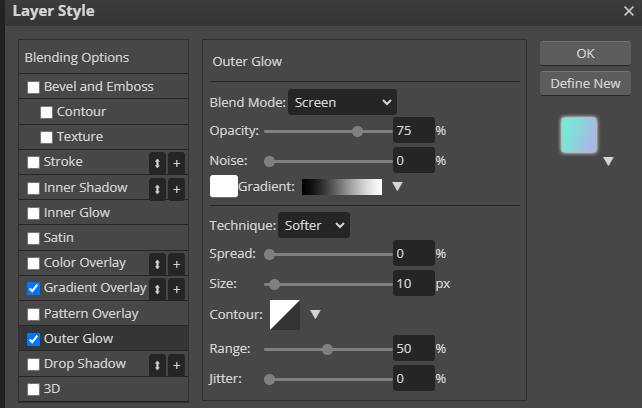 Layer Style
Blending Options
Bevel and Emboss
Contour
Texture
Stroke
+
Inner Shadow
+
Inner Glow
Satin
Color Overlay
+
Gradient Overlay
+
Pattern Overlay
Outer Glow
Drop Shadow
+
3D
Outer Glow
Blend Mode: Screen
Opacity: 75 %
Noise: 0 %
Gradient:
Technique: Softer
Spread: 0 %
Size: 10 px
Contour:
Range: 50 %
Jitter: 0 %
OK
Define New